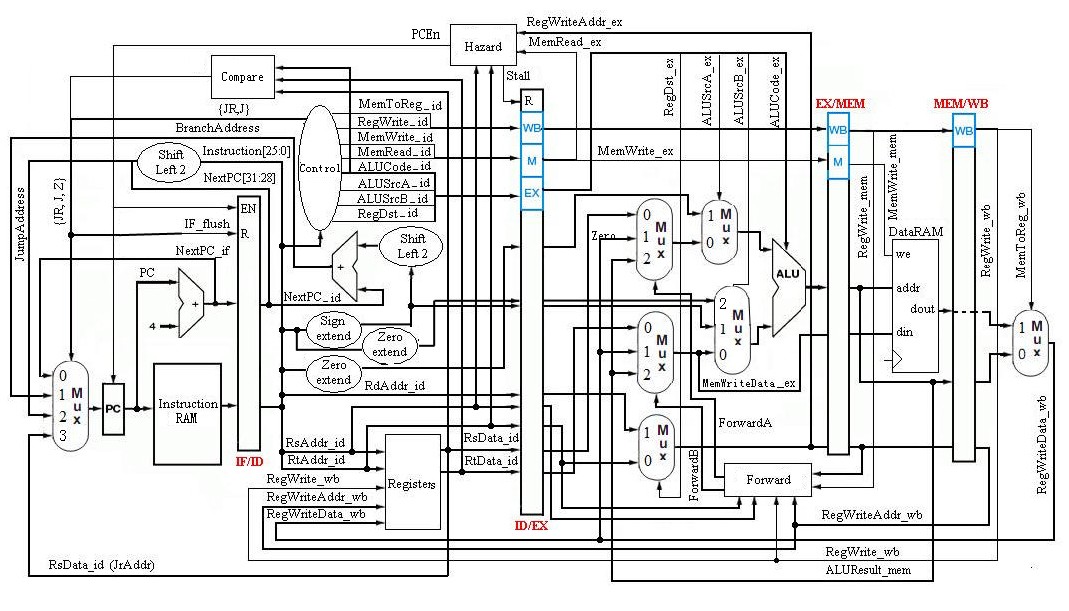 RegWriteAddr_ex
PCEn
MemRead_ex
Hazard
Compare
Stall
RegDst_ex
ALUSrcA_ex
ALUSrcB_ex
ALUCode_ex
{JR,J}
MemToReg_id
R
EX/MEM
MEM/WB
BranchAddress
RegWrite_id
WB
WB
WB
MemWrite_id
Shift
Left 2
Instruction[25:0]
MemRead_id
M
MemWrite_ex
M
Control
ALUCode_id
NextPC[31:28]
ALUSrcA_id
EX
ALUSrcB_id
RegDst_id
RegWrite_mem
MemWrite_mem
RegWrite_wb
MemToReg_wb
JumpAddress
{JR, J, Z}
EN
IF_flush
R
Shift
Left 2
Zero
0
1
2
Mux
1
0
Mux
DataRAM
we
NextPC_if
PC
+
4
+
ALU
addr
NextPC_id
dout
din
Sign
extend
Zero
extend
Zero
extend
2
1
0
Mux
0
1
2
Mux
1
0
Mux
0
1
2
3
Mux
PC
Instruction
RAM
MemWriteData_ex
RdAddr_id
1
0
Mux
ForwardA
ForwardB
RegWriteData_wb
RsAddr_id
RsData_id
RtAddr_id
RtData_id
IF/ID
RegWrite_wb
Registers
Forward
RegWriteAddr_wb
RegWriteData_wb
RegWriteAddr_wb
ID/EX
RegWrite_wb
RsData_id (JrAddr)
ALUResult_mem